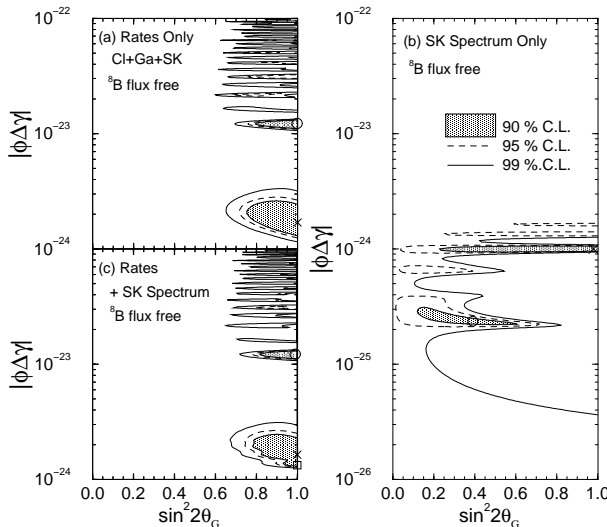 10⁻²²
(a) Rates Only
Cl+Ga+SK
⁸B flux free
|ϕΔγ|
10⁻²³
10⁻²⁴
(c) Rates
+ SK Spectrum
⁸B flux free
|ϕΔγ|
10⁻²³
10⁻²⁴
0.0 0.2 0.4 0.6 0.8 1.0
sin²2θ_G
10⁻²²
(b) SK Spectrum Only
⁸B flux free
90 % C.L.
95 % C.L.
99 %.C.L.
|ϕΔγ|
10⁻²³
10⁻²⁴
10⁻²⁵
10⁻²⁶
0.0 0.2 0.4 0.6 0.8 1.0
sin²2θ_G